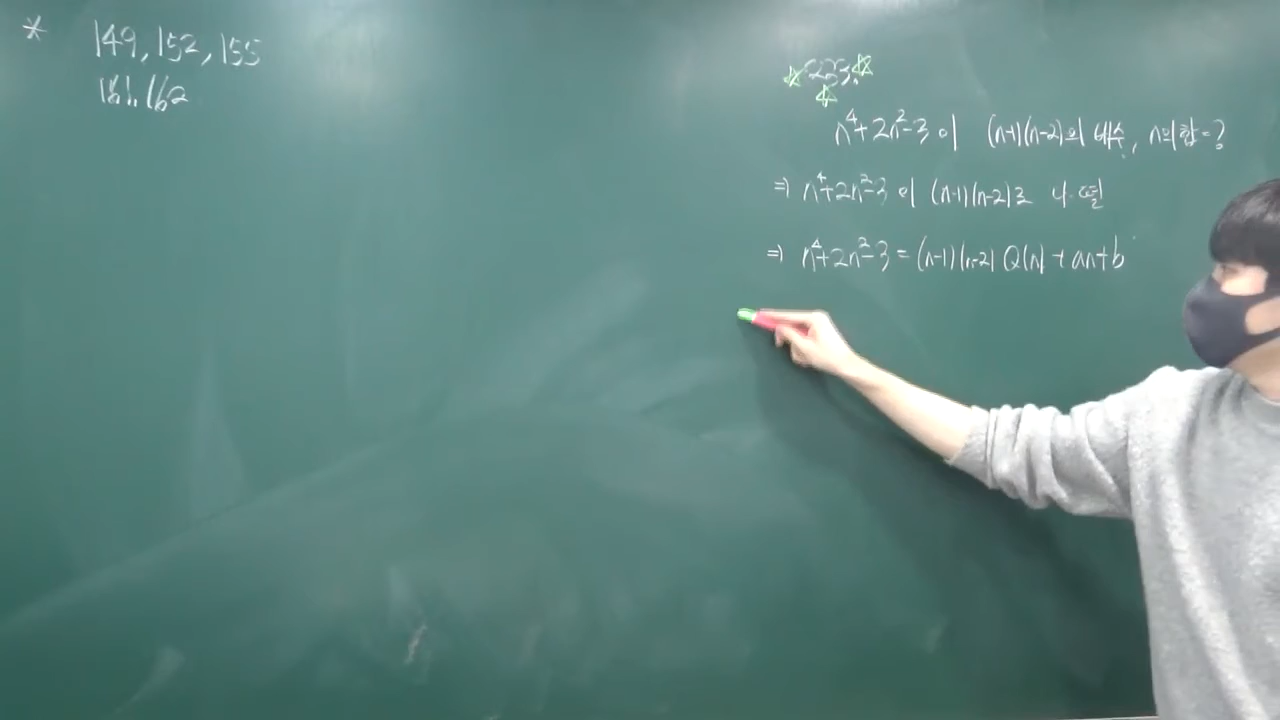 * 149, 152, 155
161. 162
☆ 223. ☆
☆
n⁴+2n²-3 이 (n-1)(n-2)의 배수, n의 합=?
⇒ n⁴+2n²-3 이 (n-1)(n-2)로 나.떨
⇒ n⁴+2n²-3 = (n-1)(n-2) Q(n) + an+b